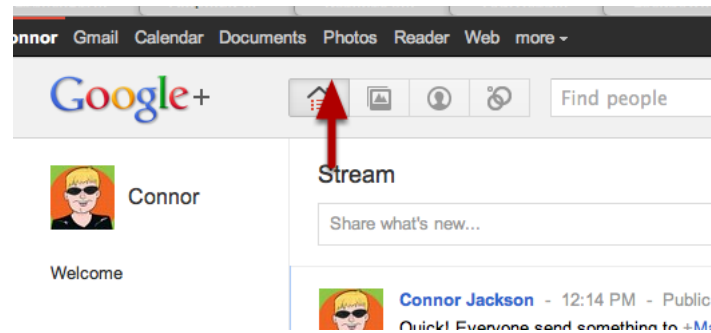 onnor Gmail Calendar Documents Photos Reader Web more
Google+
Find people
Connor
Stream
Share what's new...
Welcome
Connor Jackson - 12:14 PM - Public
Quick! Everyone send something to +M